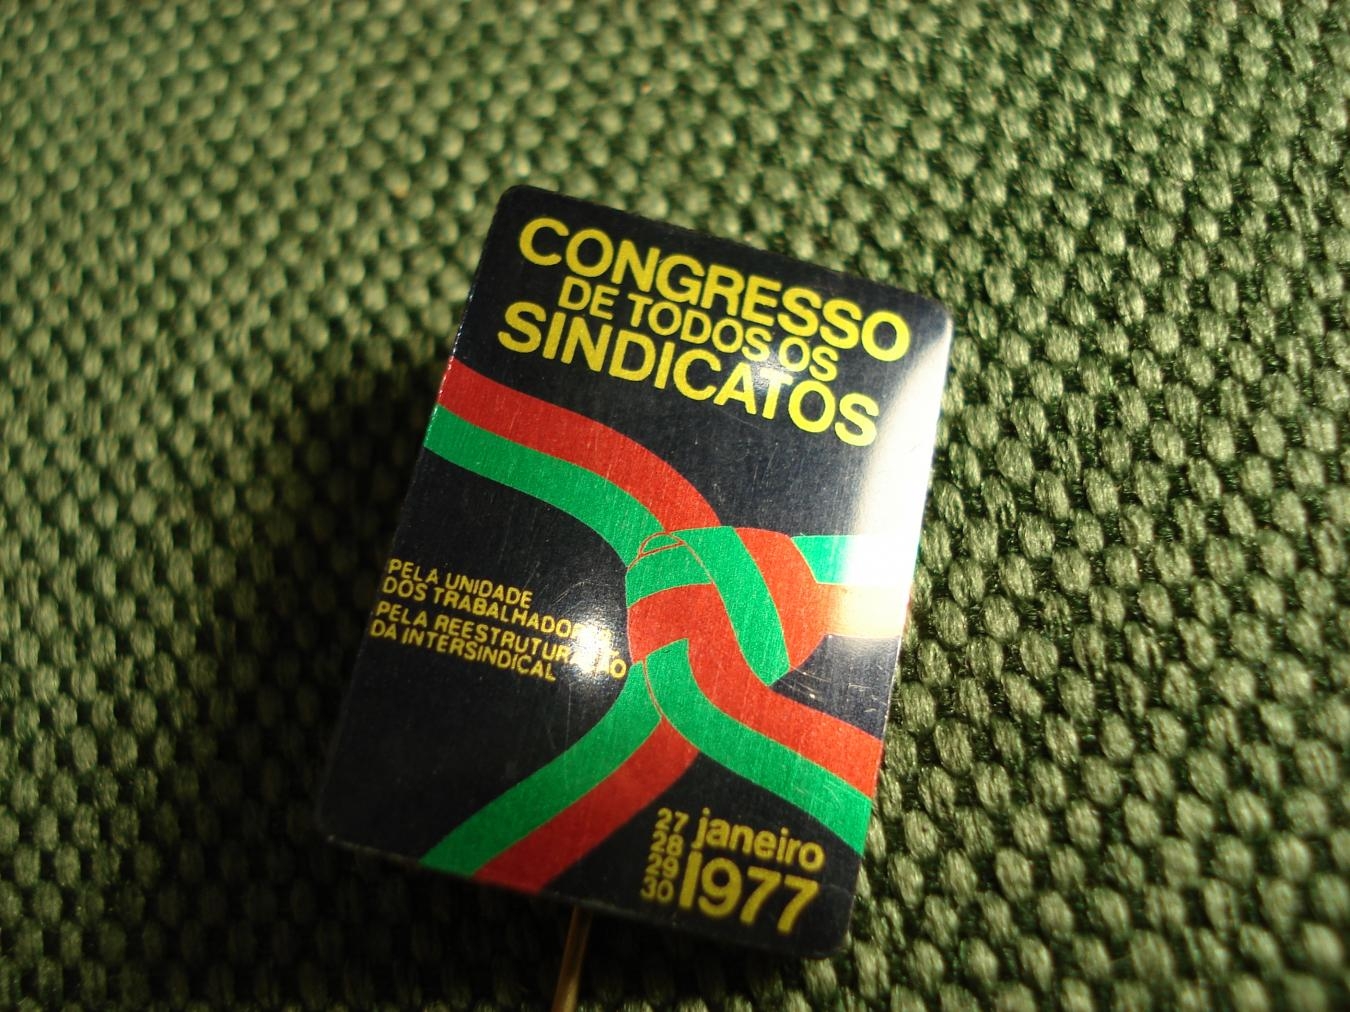 CONGRESSO
DE TODOS OS
SINDICATOS
PELA UNIDADE
DOS TRABALHADORES
PELA REESTRUTURAÇÃO
DA INTERSINDICAL
27
28
29
30
janeiro
1977